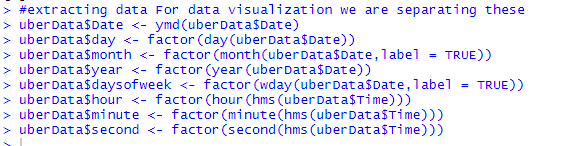 > #extracting data For data visualization we are separating these
> uberData$Date <- ymd(uberData$Date)
> uberData$day <- factor(day(uberData$Date))
> uberData$month <- factor(month(uberData$Date,label = TRUE))
> uberData$year <- factor(year(uberData$Date))
> uberData$daysofweek <- factor(wday(uberData$Date,label = TRUE))
> uberData$hour <- factor(hour(hms(uberData$Time)))
> uberData$minute <- factor(minute(hms(uberData$Time)))
> uberData$second <- factor(second(hms(uberData$Time)))
>